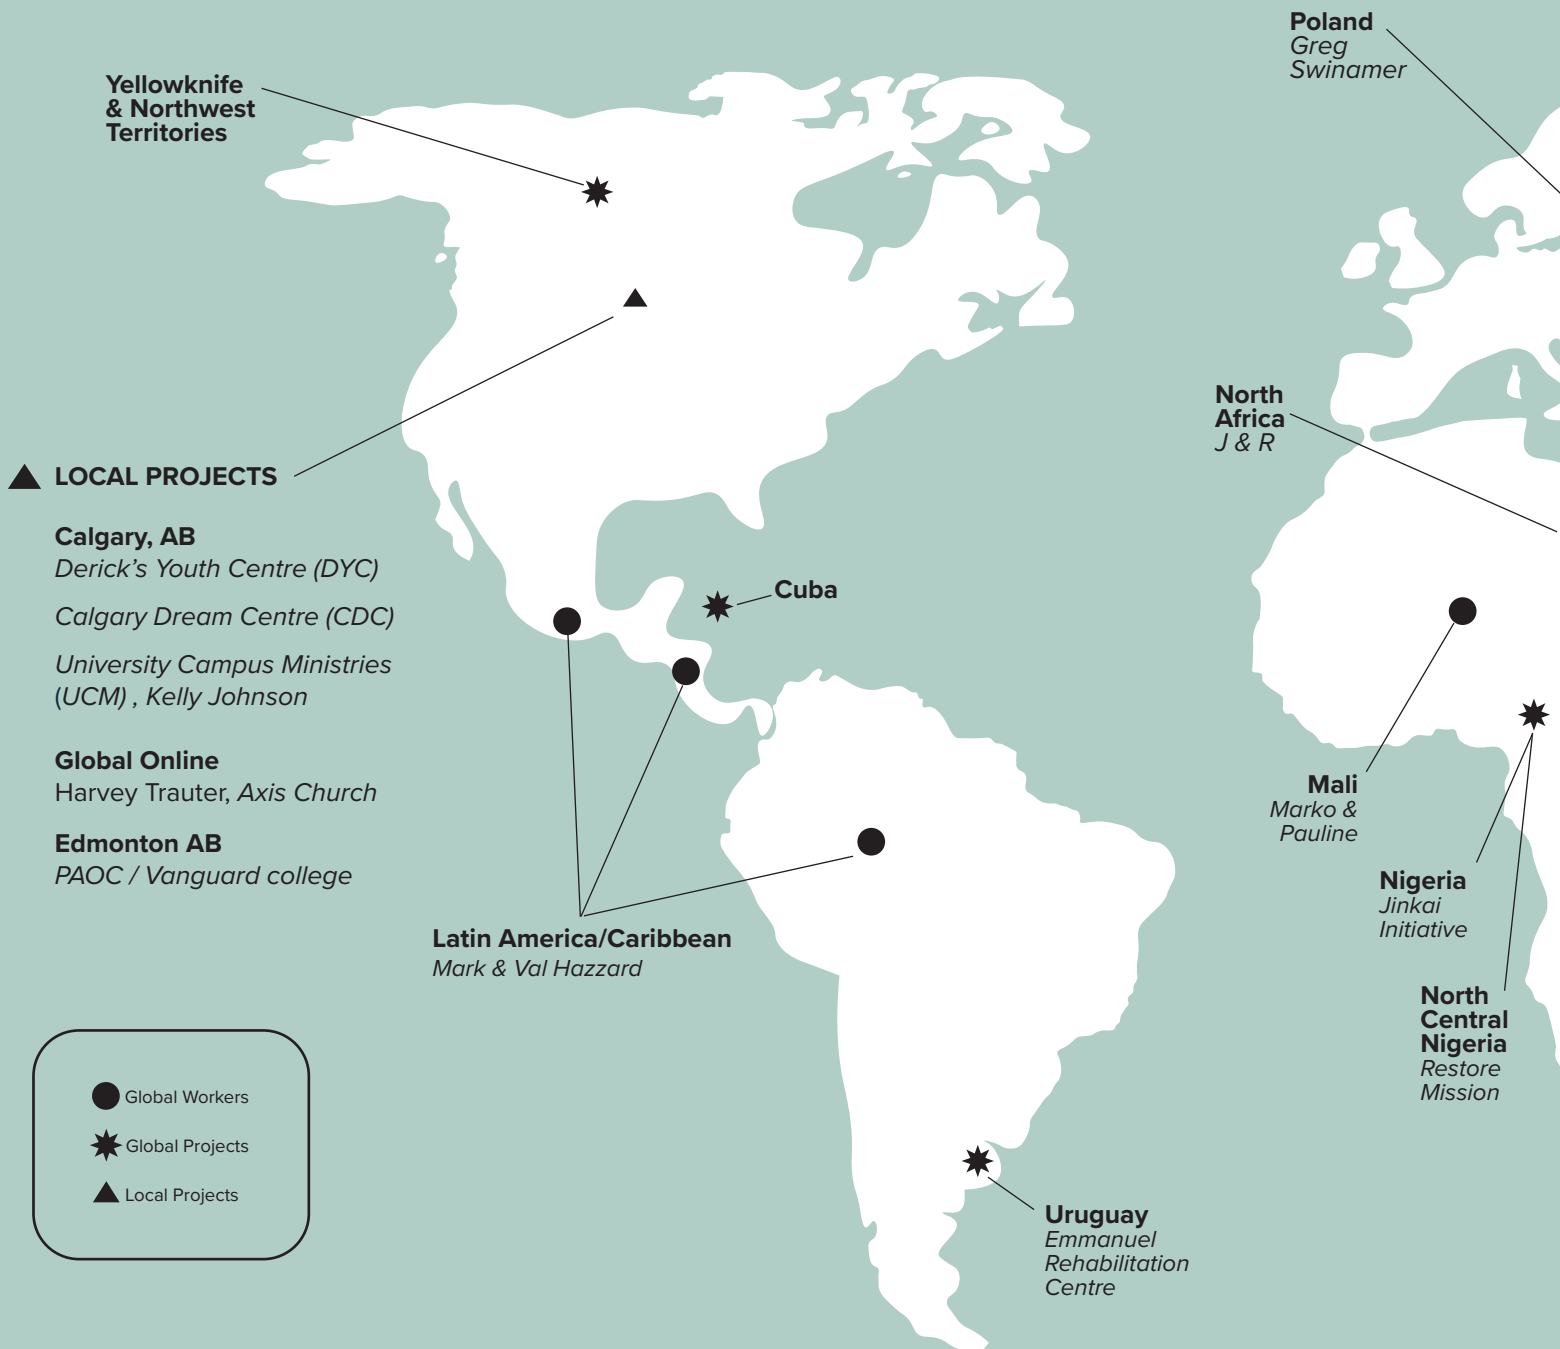 Yellowknife
& Northwest
Territories
Poland
Greg
Swinamer
North
Africa
J & R
LOCAL PROJECTS
Calgary, AB
Derick's Youth Centre (DYC)
Calgary Dream Centre (CDC)
University Campus Ministries
(UCM) , Kelly Johnson
Global Online
Harvey Trauter, Axis Church
Edmonton AB
PAOC / Vanguard college
Cuba
Latin America/Caribbean
Mark & Val Hazzard
Mali
Marko &
Pauline
Nigeria
Jinkai
Initiative
North
Central
Nigeria
Restore
Mission
Uruguay
Emmanuel
Rehabilitation
Centre
Global Workers
Global Projects
Local Projects